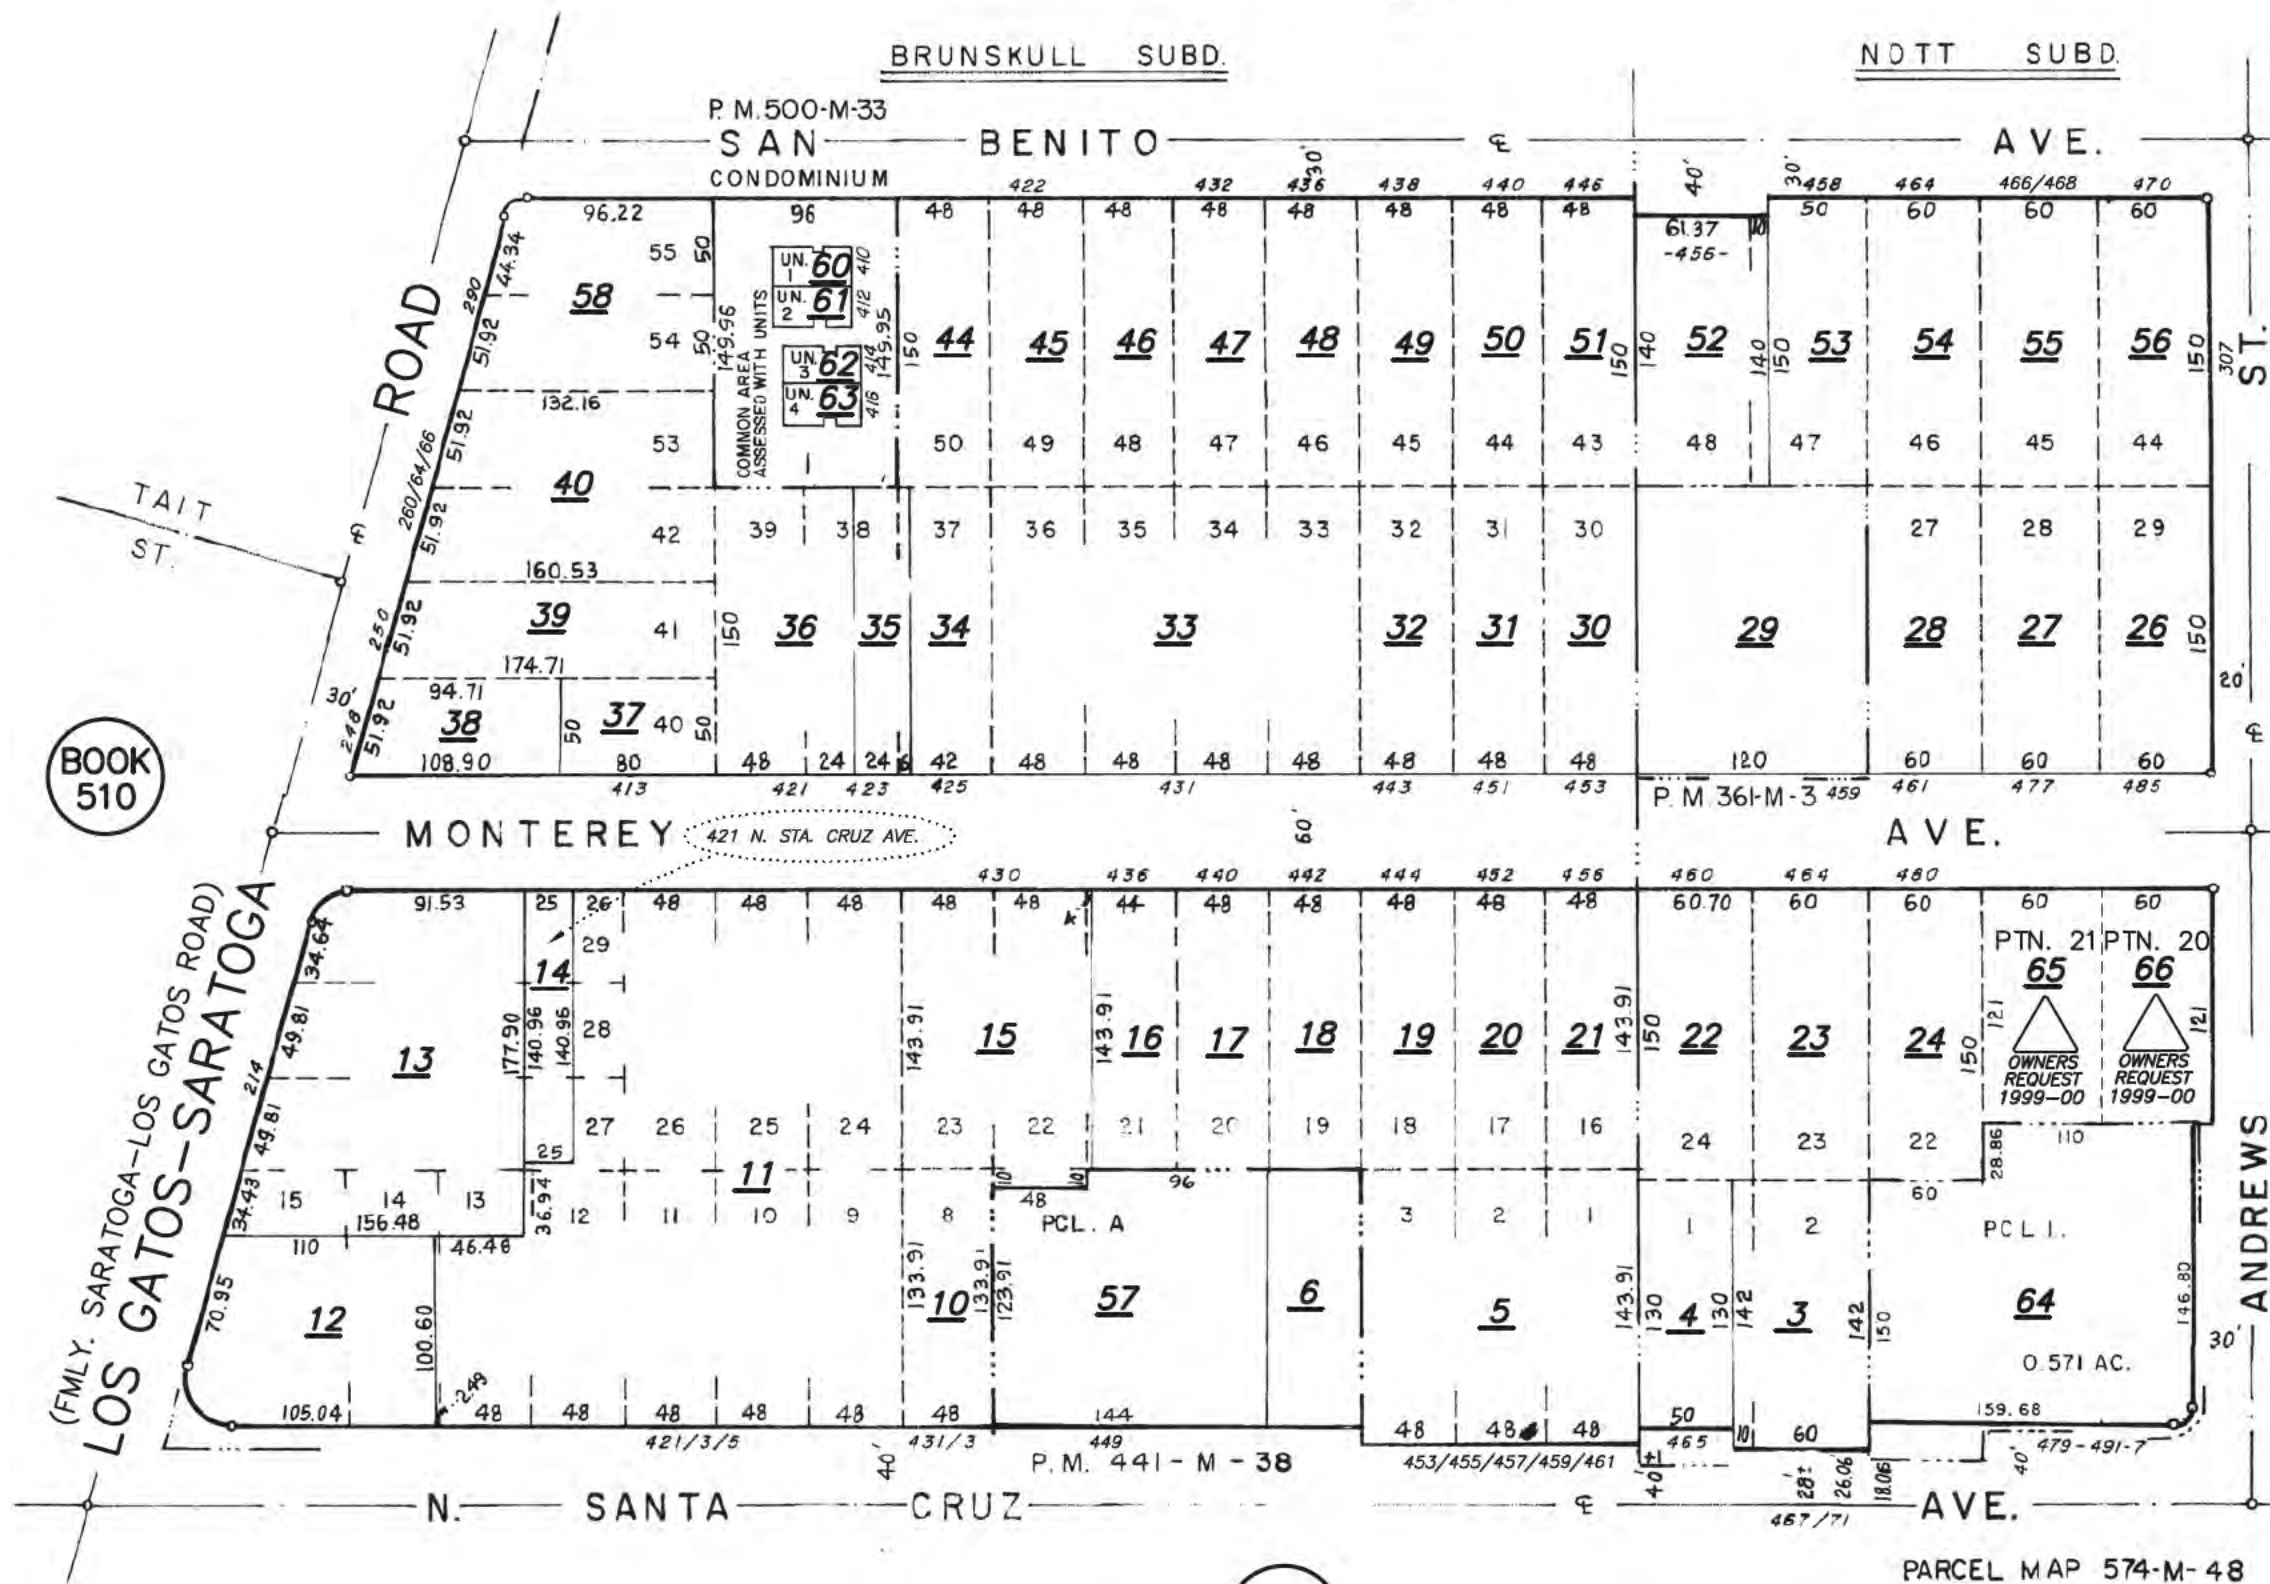 BRUNSKULL SUBD.
NOTT SUBD.
P. M. 500-M-33
SAN BENITO ℄ AVE.
40' 30' 30'
CONDOMINIUM
422 432 436 438 440 446 458 464 466/468 470
96.22 96 48 48 48 48 48 48 48 48 50 60 60 60
61.37 10
-456-
55 50
44.34
UN. 1 60 410
290
58
UN. 2 61 412
54 50
51.92
149.96
COMMON AREA
ASSESSED WITH UNITS
149.95
UN. 3 62 414
UN. 4 63 416
150 44 45 46 47 48 49 50 51 150 140 52 140 150 53 54 55 56 150 307
ROAD
ST.
132.16
53 50 49 48 47 46 45 44 43 48 47 46 45 44
51.92
260/64/66
40
TAIT
ST.
℄
51.92
42 39 38 37 36 35 34 33 32 31 30 27 28 29
160.53
250
51.92
39 41 150 36 35 34 33 32 31 30 29 28 27 26 150
174.71
30'
94.71
20'
248
51.92
38 50 37 40 50
℄
108.90 80 48 24 24 6 42 48 48 48 48 48 48 48 120 60 60 60
413 421 423 425 431 443 451 453 P. M. 361-M-3 459 461 477 485
BOOK
510
MONTEREY 421 N. STA. CRUZ AVE. 60' AVE.
430 436 440 442 444 452 456 460 464 480
91.53 25 26 48 48 48 48 48 44 48 48 48 48 48 60.70 60 60 60 60
34.64
29
PTN. 21 PTN. 20
14
65 66
49.81
177.90 140.96 140.96 28
143.91 15 143.91 16 17 18 19 20 21 143.91 150 22 23 24 150 121 121
13
OWNERS OWNERS
REQUEST REQUEST
1999-00 1999-00
214
49.81
27 26 25 24 23 22 21 20 19 18 17 16 24 23 22
28.86 110
25
11
10 10
48 96
60
34.43
15 14 13 36.94 12 11 10 9 8 PCL. A 3 2 1 1 2 PCL 1.
156.48
110 46.46
70.95
12
100.60
133.91 10 133.91 123.91 57 6 5 143.91 130 4 130 142 3 142 150 64 146.80
30'
0.571 AC.
ANDREWS
(FMLY. SARATOGA-LOS GATOS ROAD)
LOS GATOS-SARATOGA
105.04 2.49 48 48 48 48 48 48 144 48 48 48 50 10 60 159.68
421/3/5 431/3 449 465 479-491-7
40' P. M. 441-M-38 453/455/457/459/461 40'± 28'± 26.06 18.06 40'
N. SANTA CRUZ ℄ AVE.
467/71
PARCEL MAP 574-M-48